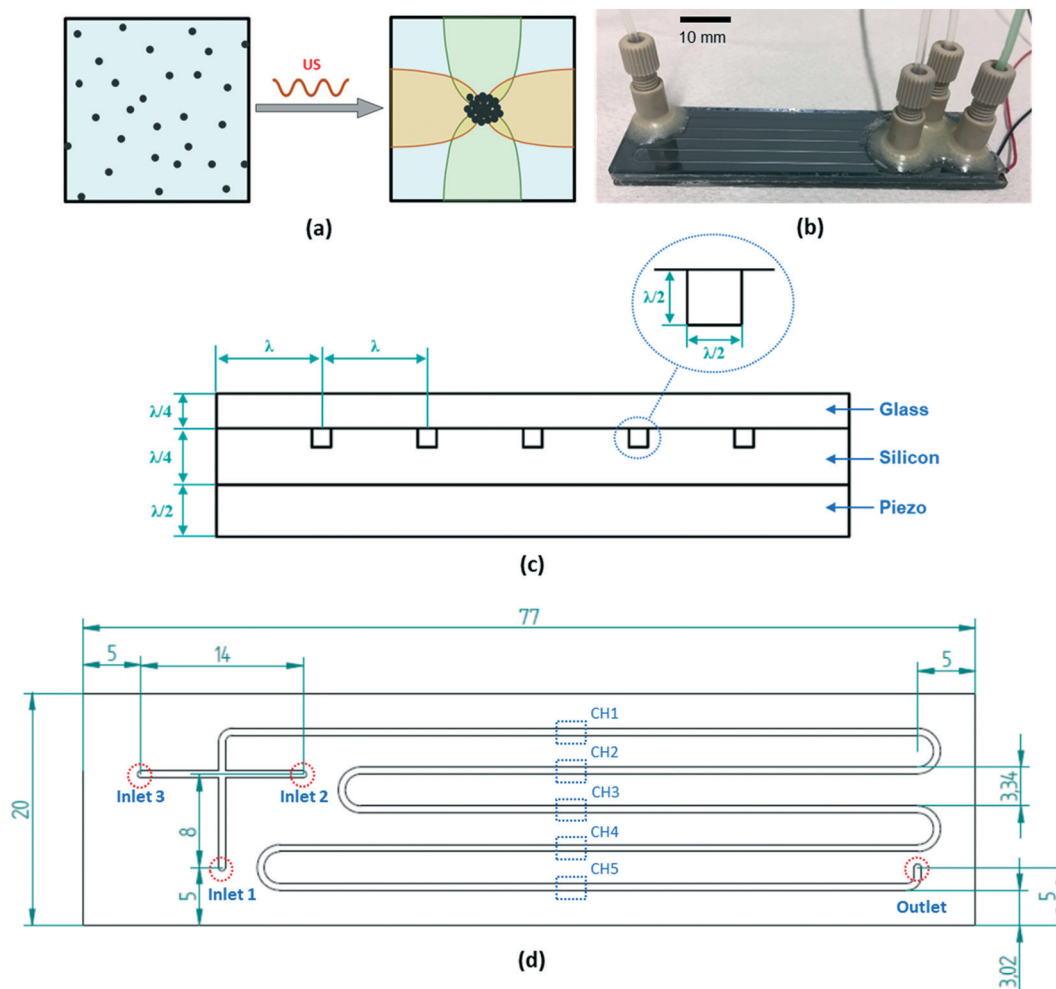 US
(a)
10 mm
(b)
λ/2
λ/2
λ
λ
λ/4
Glass
λ/4
Silicon
λ/2
Piezo
(c)
77
5
14
5
CH1
CH2
Inlet 3
Inlet 2
3,34
CH3
20
8
CH4
CH5
Inlet 1
5
Outlet
5
3,02
(d)